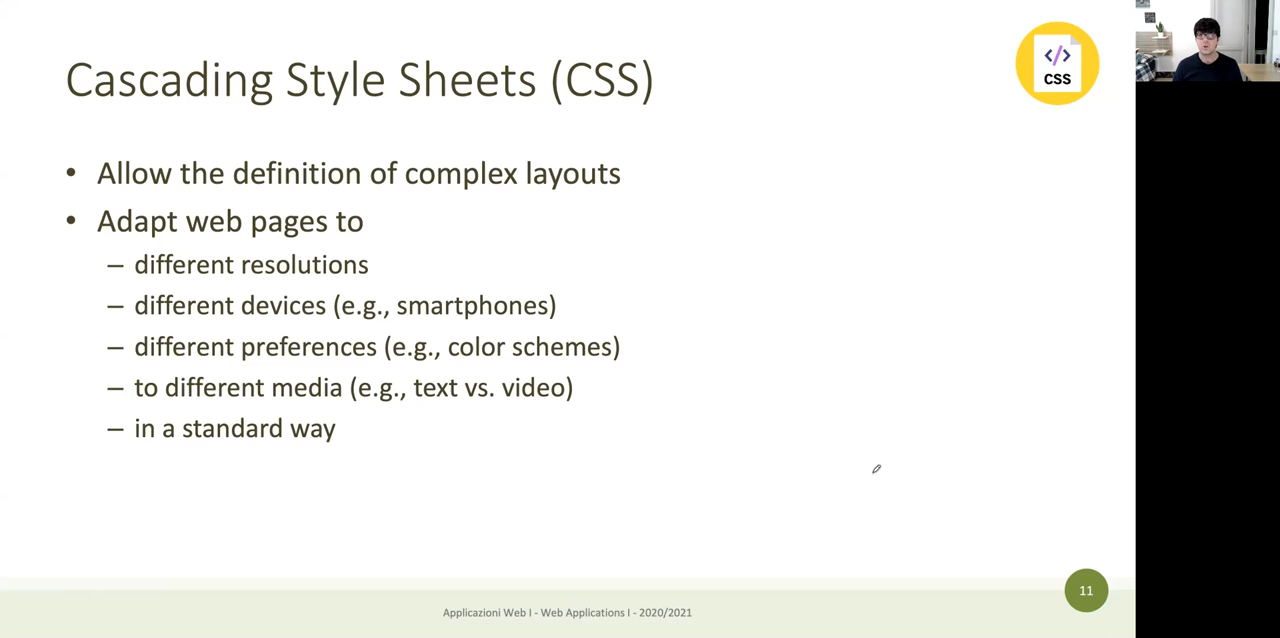 Cascading Style Sheets (CSS)
</>
CSS
• Allow the definition of complex layouts
• Adapt web pages to
– different resolutions
– different devices (e.g., smartphones)
– different preferences (e.g., color schemes)
– to different media (e.g., text vs. video)
– in a standard way
11
Applicazioni Web I - Web Applications I - 2020/2021